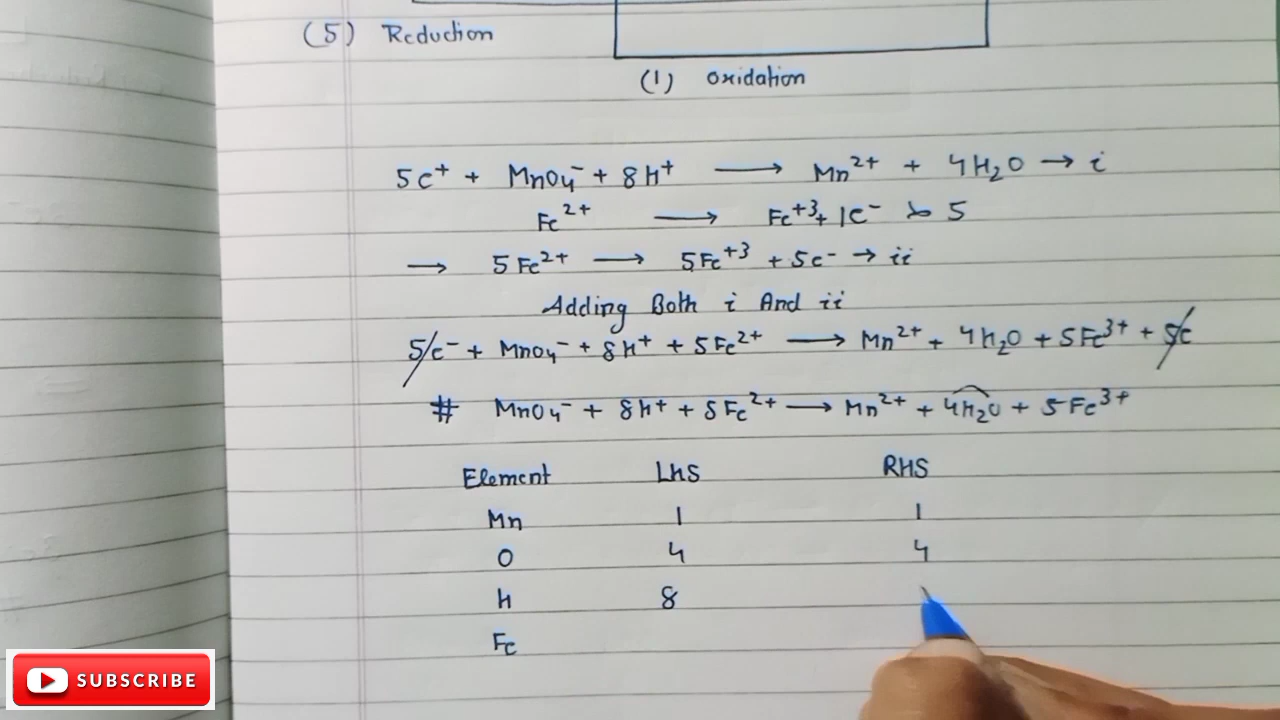 (5) Reduction
(1) oxidation
5e⁺ + MnO₄⁻ + 8H⁺ ⟶ Mn²⁺ + 4H₂O → i
Fe²⁺ ⟶ Fe⁺³ + 1e⁻ × 5
⟶ 5Fe²⁺ ⟶ 5Fe⁺³ + 5e⁻ → ii
Adding Both i And ii
5e⁻ + MnO₄⁻ + 8H⁺ + 5Fe²⁺ ⟶ Mn²⁺ + 4H₂O + 5Fe³⁺ + 5e
# MnO₄⁻ + 8H⁺ + 5Fe²⁺ ⟶ Mn²⁺ + 4H₂O + 5Fe³⁺
Element LHS RHS
Mn 1 1
O 4 4
H 8
Fe
SUBSCRIBE